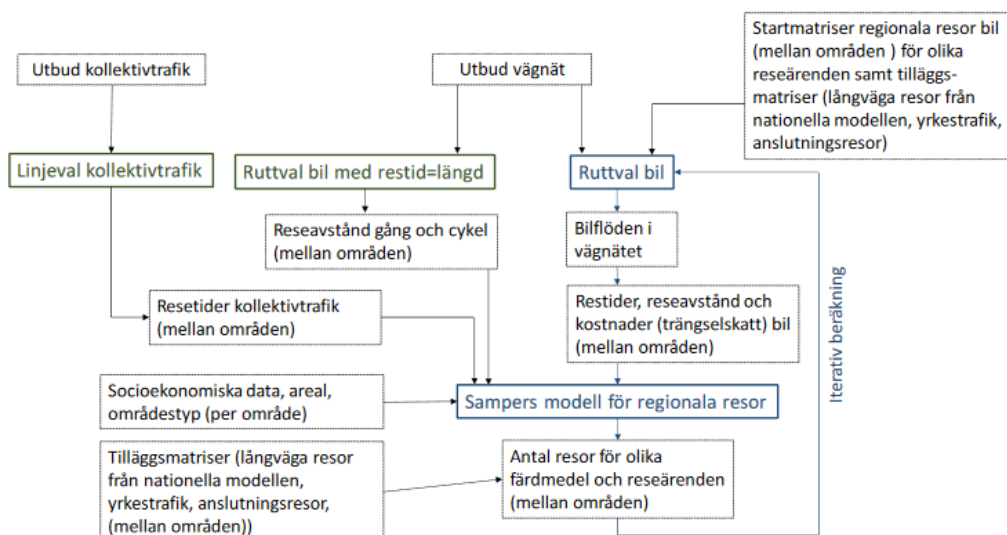 Startmatriser regionala resor bil
(mellan områden ) för olika
reseärenden samt tilläggs-
matriser (långväga resor från
nationella modellen, yrkestrafik,
anslutningsresor)
Utbud kollektivtrafik
Utbud vägnät
Linjeval kollektivtrafik
Ruttval bil med restid=längd
Ruttval bil
Reseavstånd gång och cykel
(mellan områden)
Bilflöden i
vägnätet
Resetider kollektivtrafik
(mellan områden)
Restider, reseavstånd och
kostnader (trängselskatt) bil
(mellan områden)
Iterativ beräkning
Socioekonomiska data, areal,
områdestyp (per område)
Sampers modell för regionala resor
Tilläggsmatriser (långväga resor
från nationella modellen,
yrkestrafik, anslutningsresor,
(mellan områden))
Antal resor för olika
färdmedel och reseärenden
(mellan områden)